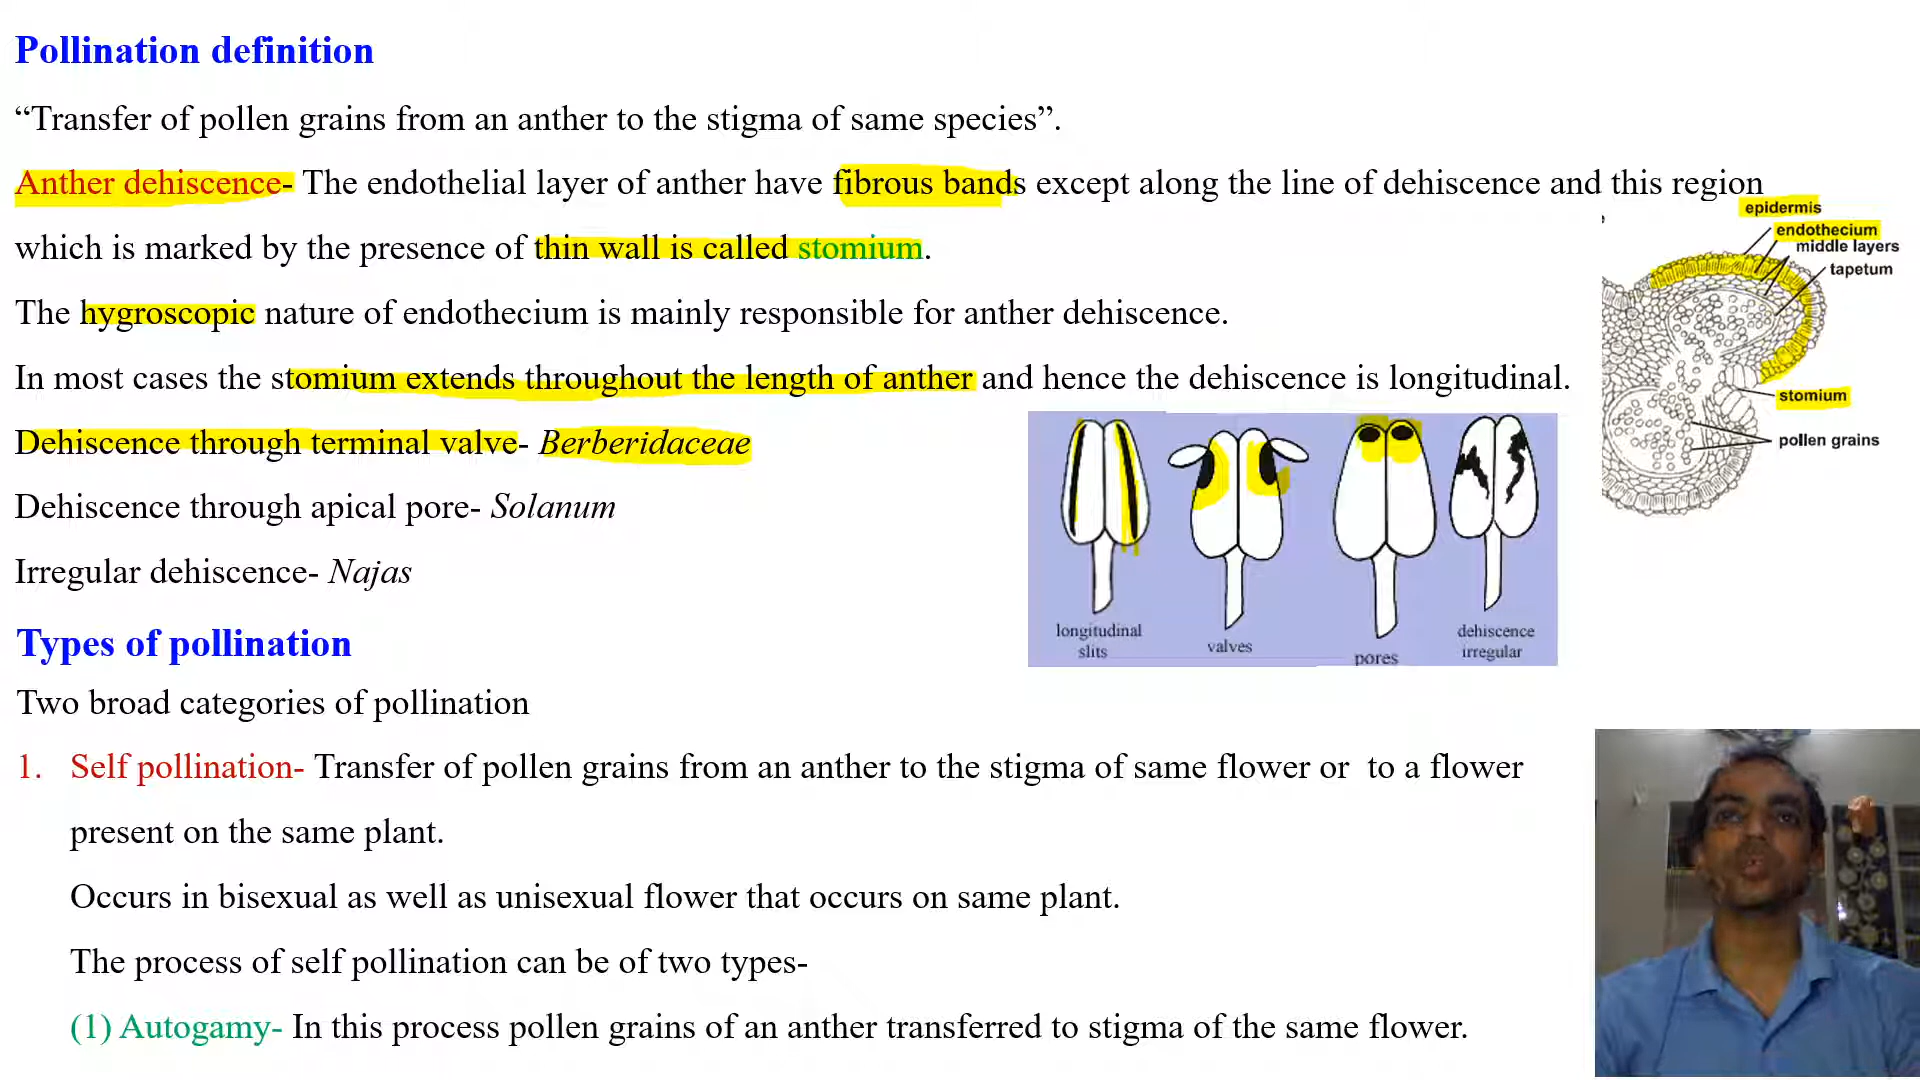 Pollination definition
“Transfer of pollen grains from an anther to the stigma of same species”.
Anther dehiscence- The endothelial layer of anther have fibrous bands except along the line of dehiscence and this region
which is marked by the presence of thin wall is called stomium.
The hygroscopic nature of endothecium is mainly responsible for anther dehiscence.
In most cases the stomium extends throughout the length of anther and hence the dehiscence is longitudinal.
Dehiscence through terminal valve- Berberidaceae
Dehiscence through apical pore- Solanum
Irregular dehiscence- Najas
epidermis
endothecium
middle layers
tapetum
stomium
pollen grains
longitudinal
slits
valves
pores
dehiscence
irregular
Types of pollination
Two broad categories of pollination
1. Self pollination- Transfer of pollen grains from an anther to the stigma of same flower or to a flower
present on the same plant.
Occurs in bisexual as well as unisexual flower that occurs on same plant.
The process of self pollination can be of two types-
(1) Autogamy- In this process pollen grains of an anther transferred to stigma of the same flower.